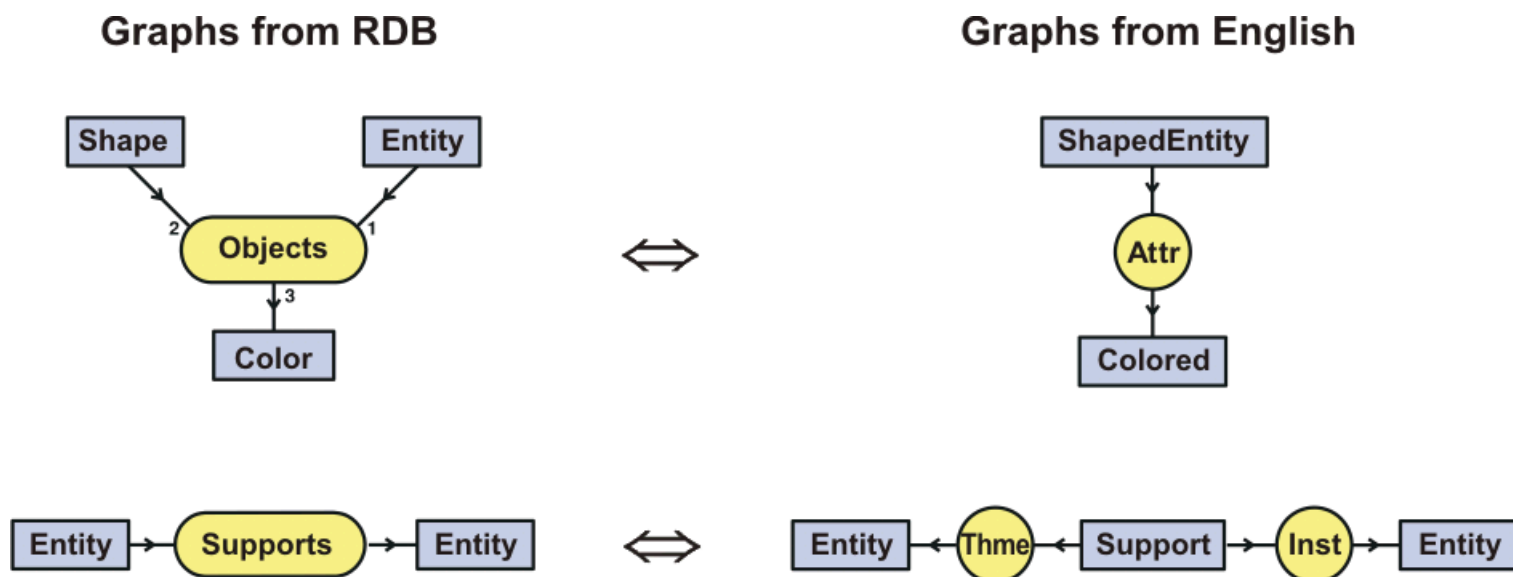 Graphs from RDB
Graphs from English
Shape
Entity
ShapedEntity
2
Objects
1
Attr
3
Color
Colored
Entity
Supports
Entity
Entity
Thme
Support
Inst
Entity